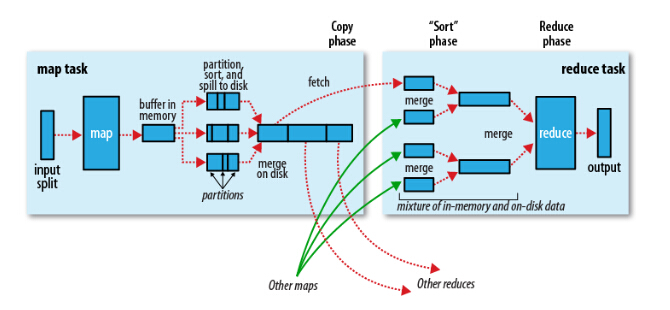 Copy
phase
“Sort”
phase
Reduce
phase
map task
partition,
sort, and
spill to disk
buffer in
memory
map
input
split
partitions
merge
on disk
fetch
reduce task
merge
merge
merge
reduce
output
mixture of in-memory and on-disk data
Other maps
Other reduces